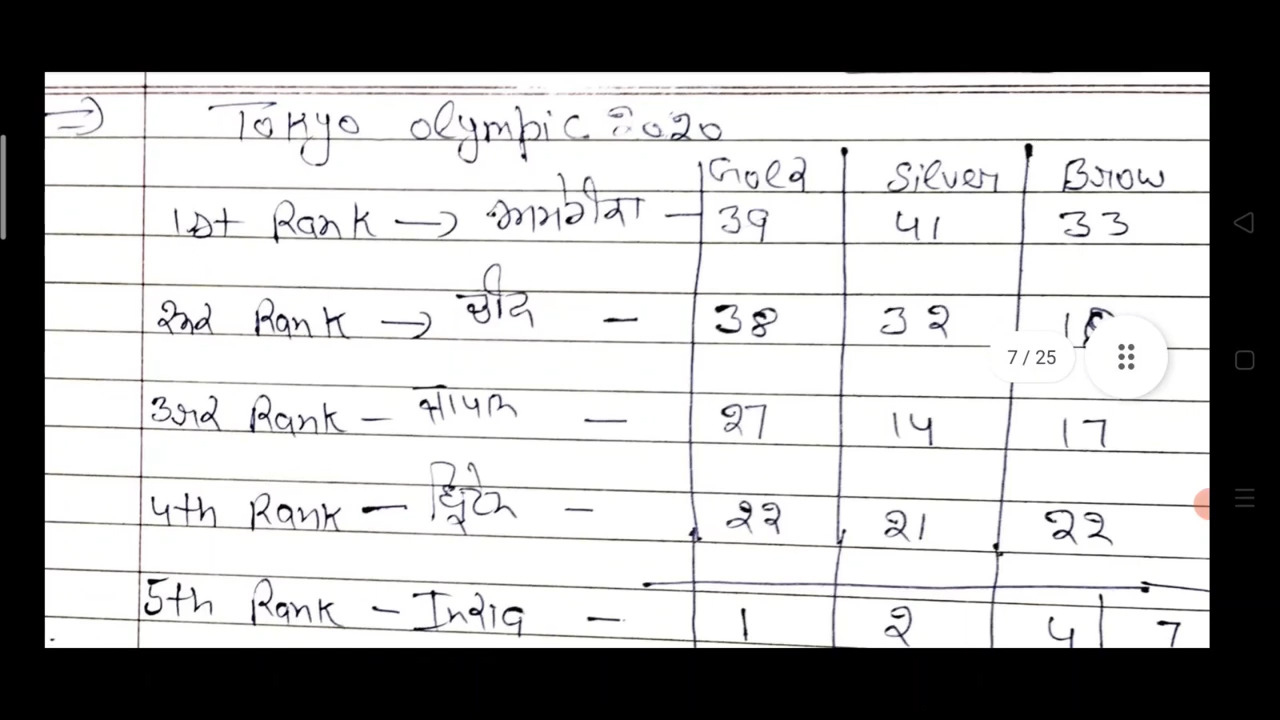 ⇒ Tokyo olympic 2020
Gold Silver Brow
1st Rank → अमेरीका — 39 41 33
2nd Rank → चीन — 38 32
7 / 25
3rd Rank — जापान — 27 14 17
4th Rank — ब्रिटेन — 22 21 22
5th Rank — India — 1 2 4 7